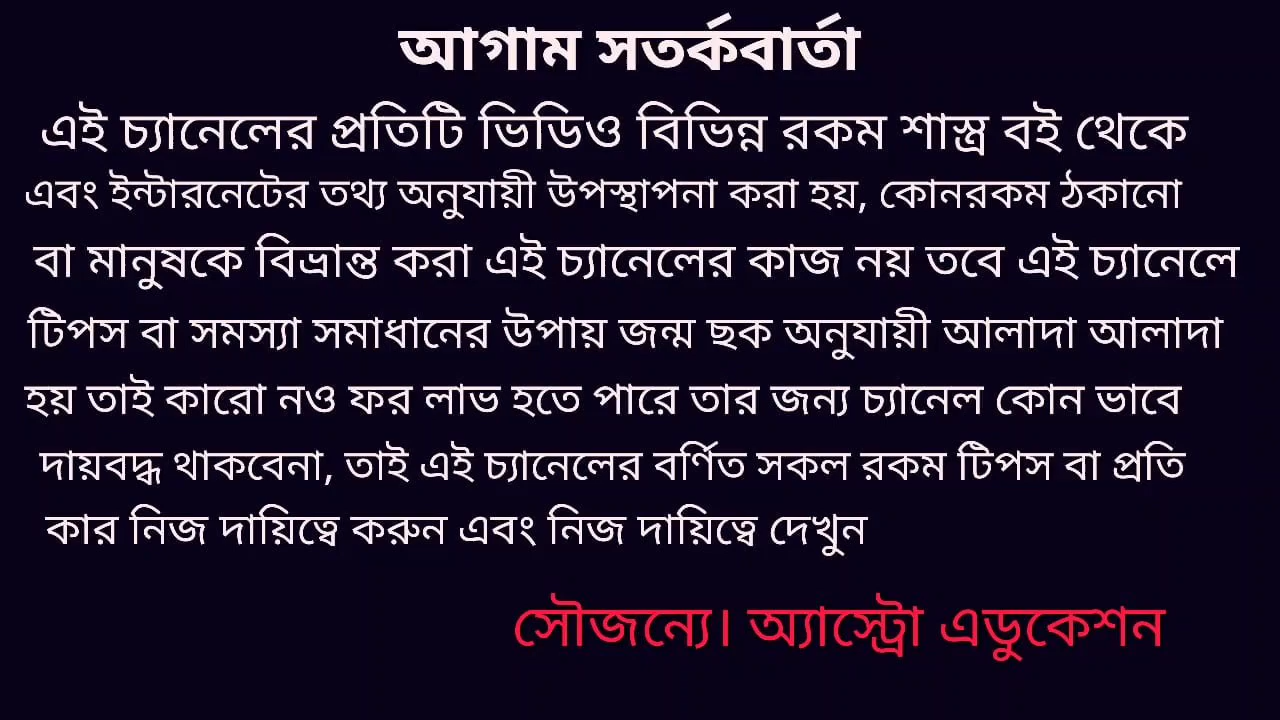 আগাম সতর্কবার্তা
এই চ্যানেলের প্রতিটি ভিডিও বিভিন্ন রকম শাস্ত্র বই থেকে
এবং ইন্টারনেটের তথ্য অনুযায়ী উপস্থাপনা করা হয়, কোনরকম ঠকানো
বা মানুষকে বিভ্রান্ত করা এই চ্যানেলের কাজ নয় তবে এই চ্যানেলে
টিপস বা সমস্যা সমাধানের উপায় জন্ম ছক অনুযায়ী আলাদা আলাদা
হয় তাই কারো নও ফর লাভ হতে পারে তার জন্য চ্যানেল কোন ভাবে
দায়বদ্ধ থাকবেনা, তাই এই চ্যানেলের বর্ণিত সকল রকম টিপস বা প্রতি
কার নিজ দায়িত্বে করুন এবং নিজ দায়িত্বে দেখুন
সৌজন্যে। অ্যাস্ট্রো এডুকেশন